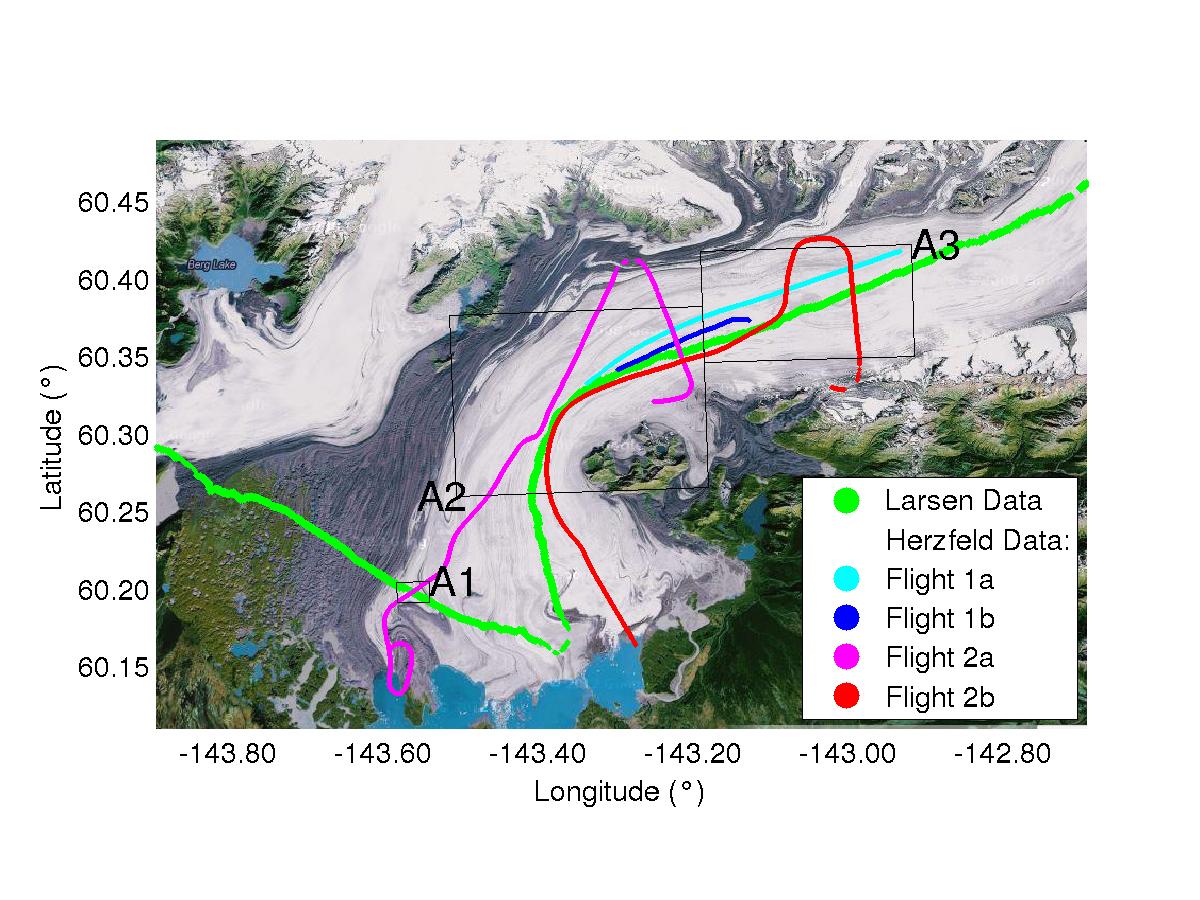 60.45
60.40
60.35
60.30
60.25
60.20
60.15
Latitude (°)
Berg Lake
A3
A2
A1
Larsen Data
Herzfeld Data:
Flight 1a
Flight 1b
Flight 2a
Flight 2b
-143.80
-143.60
-143.40
-143.20
-143.00
-142.80
Longitude (°)